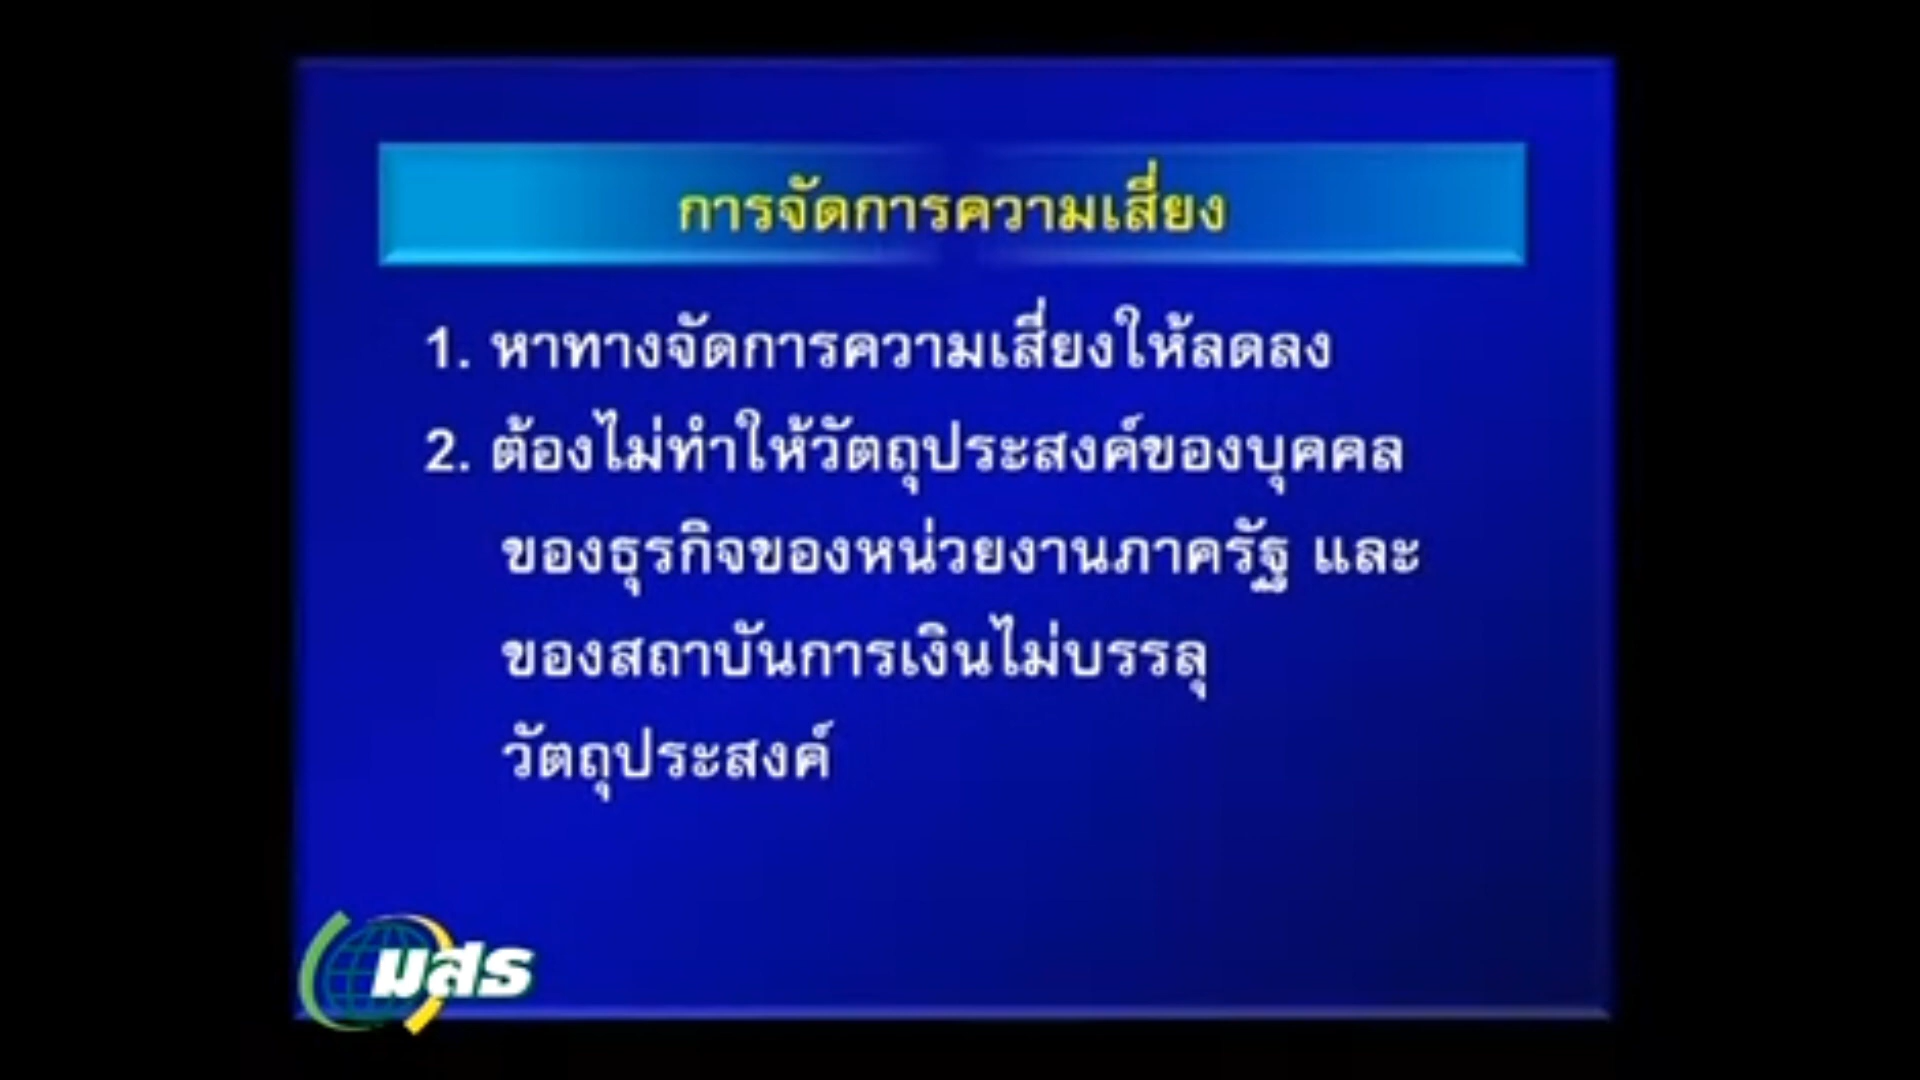 การจัดการความเสี่ยง
1. หาทางจัดการความเสี่ยงให้ลดลง
2. ต้องไม่ทำให้วัตถุประสงค์ของบุคคล
ของธุรกิจของหน่วยงานภาครัฐ และ
ของสถาบันการเงินไม่บรรลุ
วัตถุประสงค์
มสธ